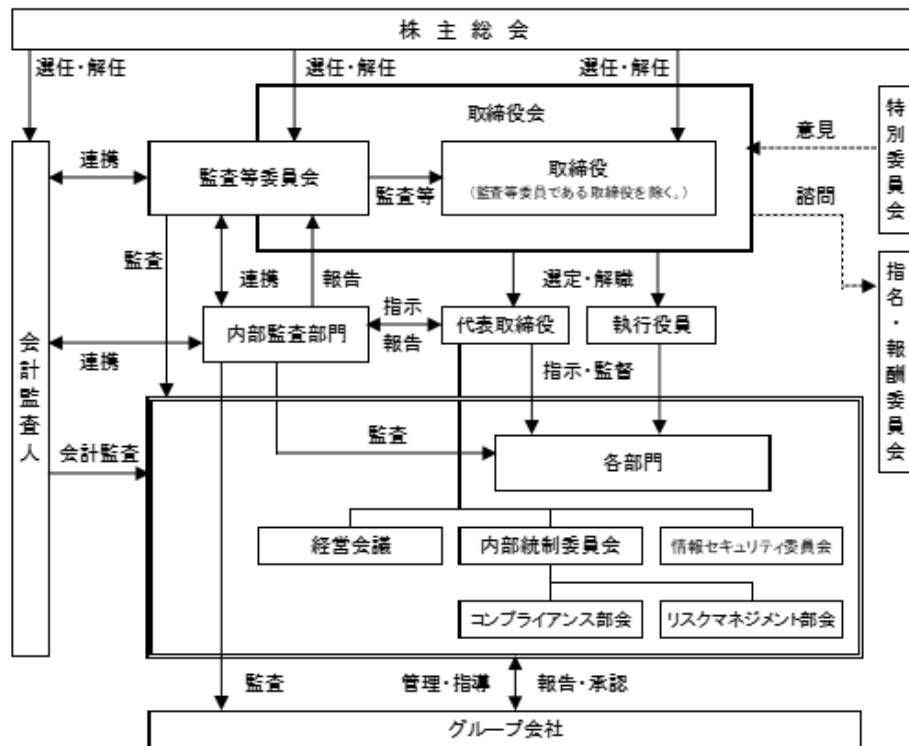 株主総会
選任・解任
選任・解任
選任・解任
取締役会
特別委員会
意見
連携
監査等委員会
監査等
取締役
(監査等委員である取締役を除く。)
諮問
監査
連携
報告
選定・解職
指名・報酬委員会
指示
報告
内部監査部門
代表取締役
執行役員
会計監査人
連携
指示・監督
監査
各部門
会計監査
経営会議
内部統制委員会
情報セキュリティ委員会
コンプライアンス部会
リスクマネジメント部会
監査
管理・指導
報告・承認
グループ会社